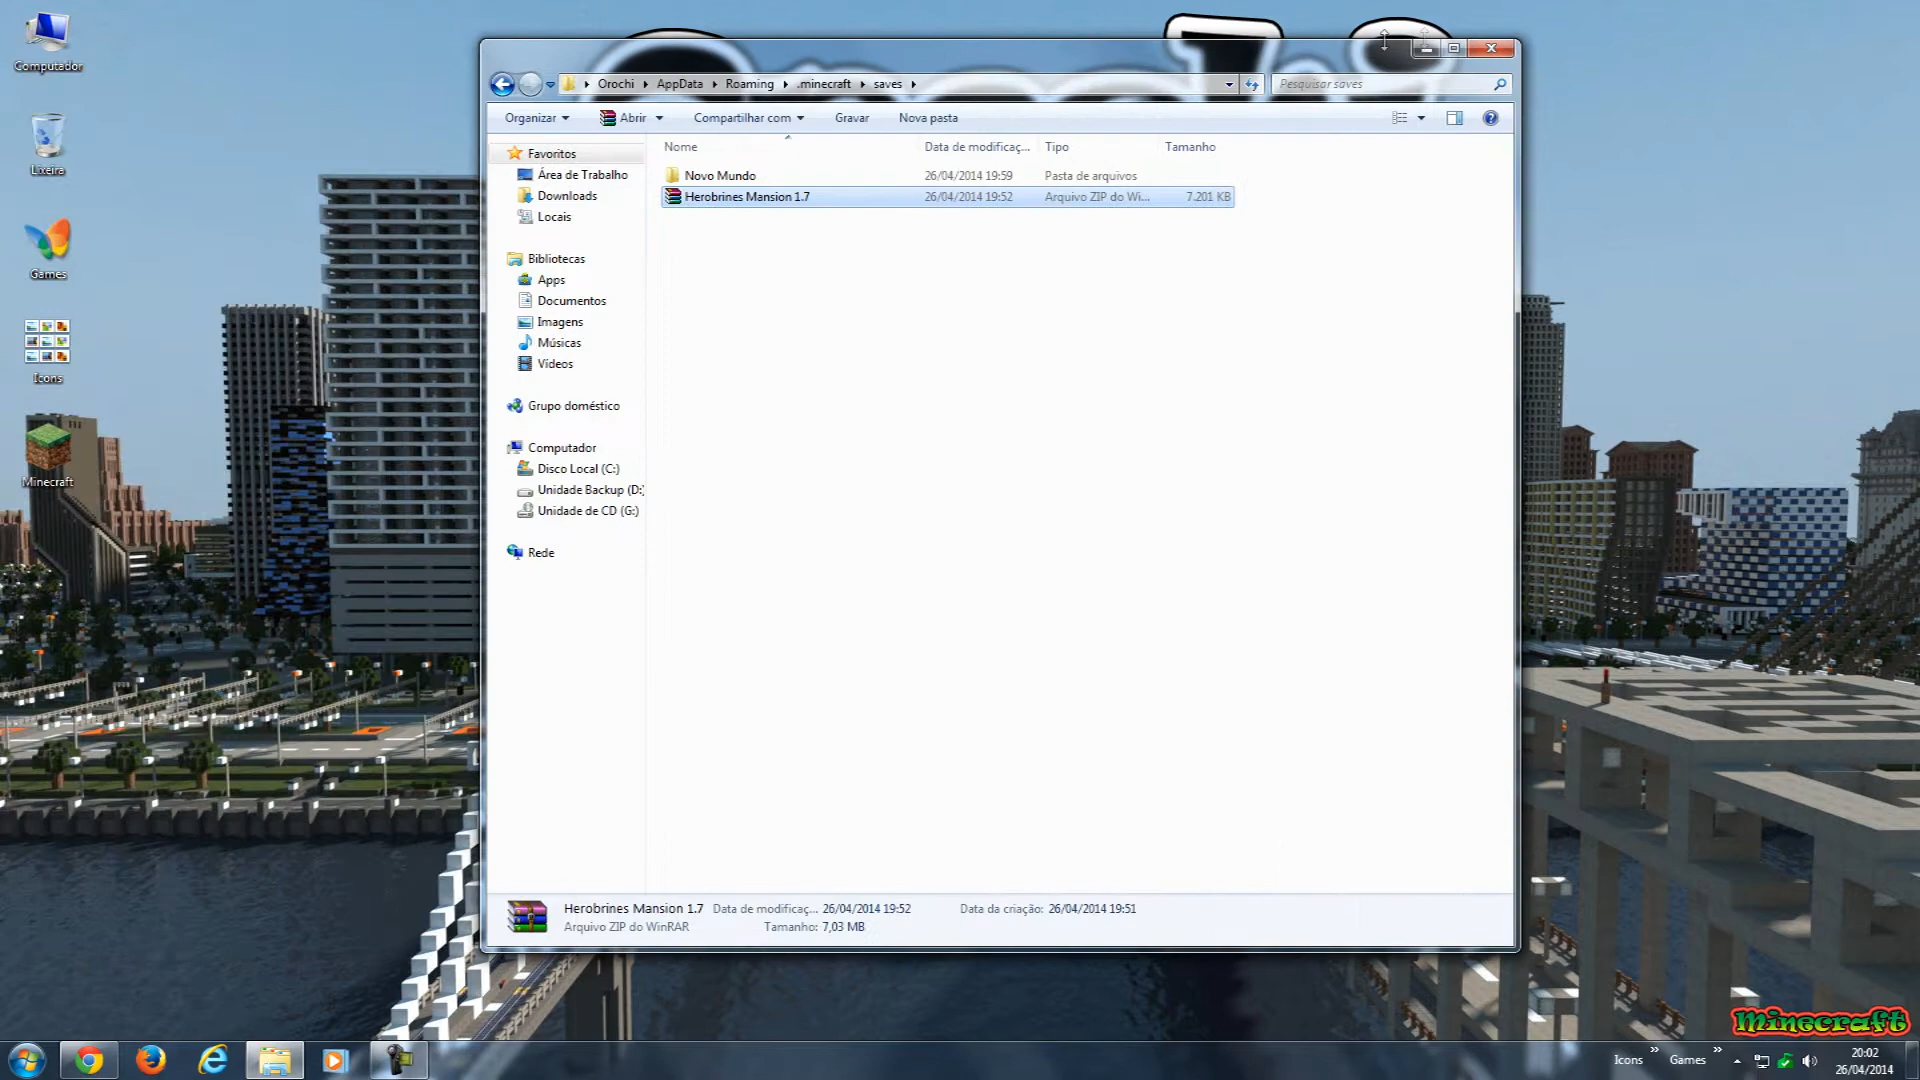 Computador
Lixeira
Games
Icons
Minecraft
Orochi AppData Roaming .minecraft saves
Pesquisar saves
Organizar Abrir Compartilhar com Gravar Nova pasta
Nome Data de modificaç... Tipo Tamanho
Novo Mundo 26/04/2014 19:59 Pasta de arquivos
Herobrines Mansion 1.7 26/04/2014 19:52 Arquivo ZIP do Wi... 7.201 KB
Favoritos
Área de Trabalho
Downloads
Locais
Bibliotecas
Apps
Documentos
Imagens
Músicas
Vídeos
Grupo doméstico
Computador
Disco Local (C:)
Unidade Backup (D:)
Unidade de CD (G:)
Rede
Herobrines Mansion 1.7 Data de modificaç... 26/04/2014 19:52 Data da criação: 26/04/2014 19:51
Arquivo ZIP do WinRAR Tamanho: 7,03 MB
Minecraft
Icons » Games » 20:02
26/04/2014